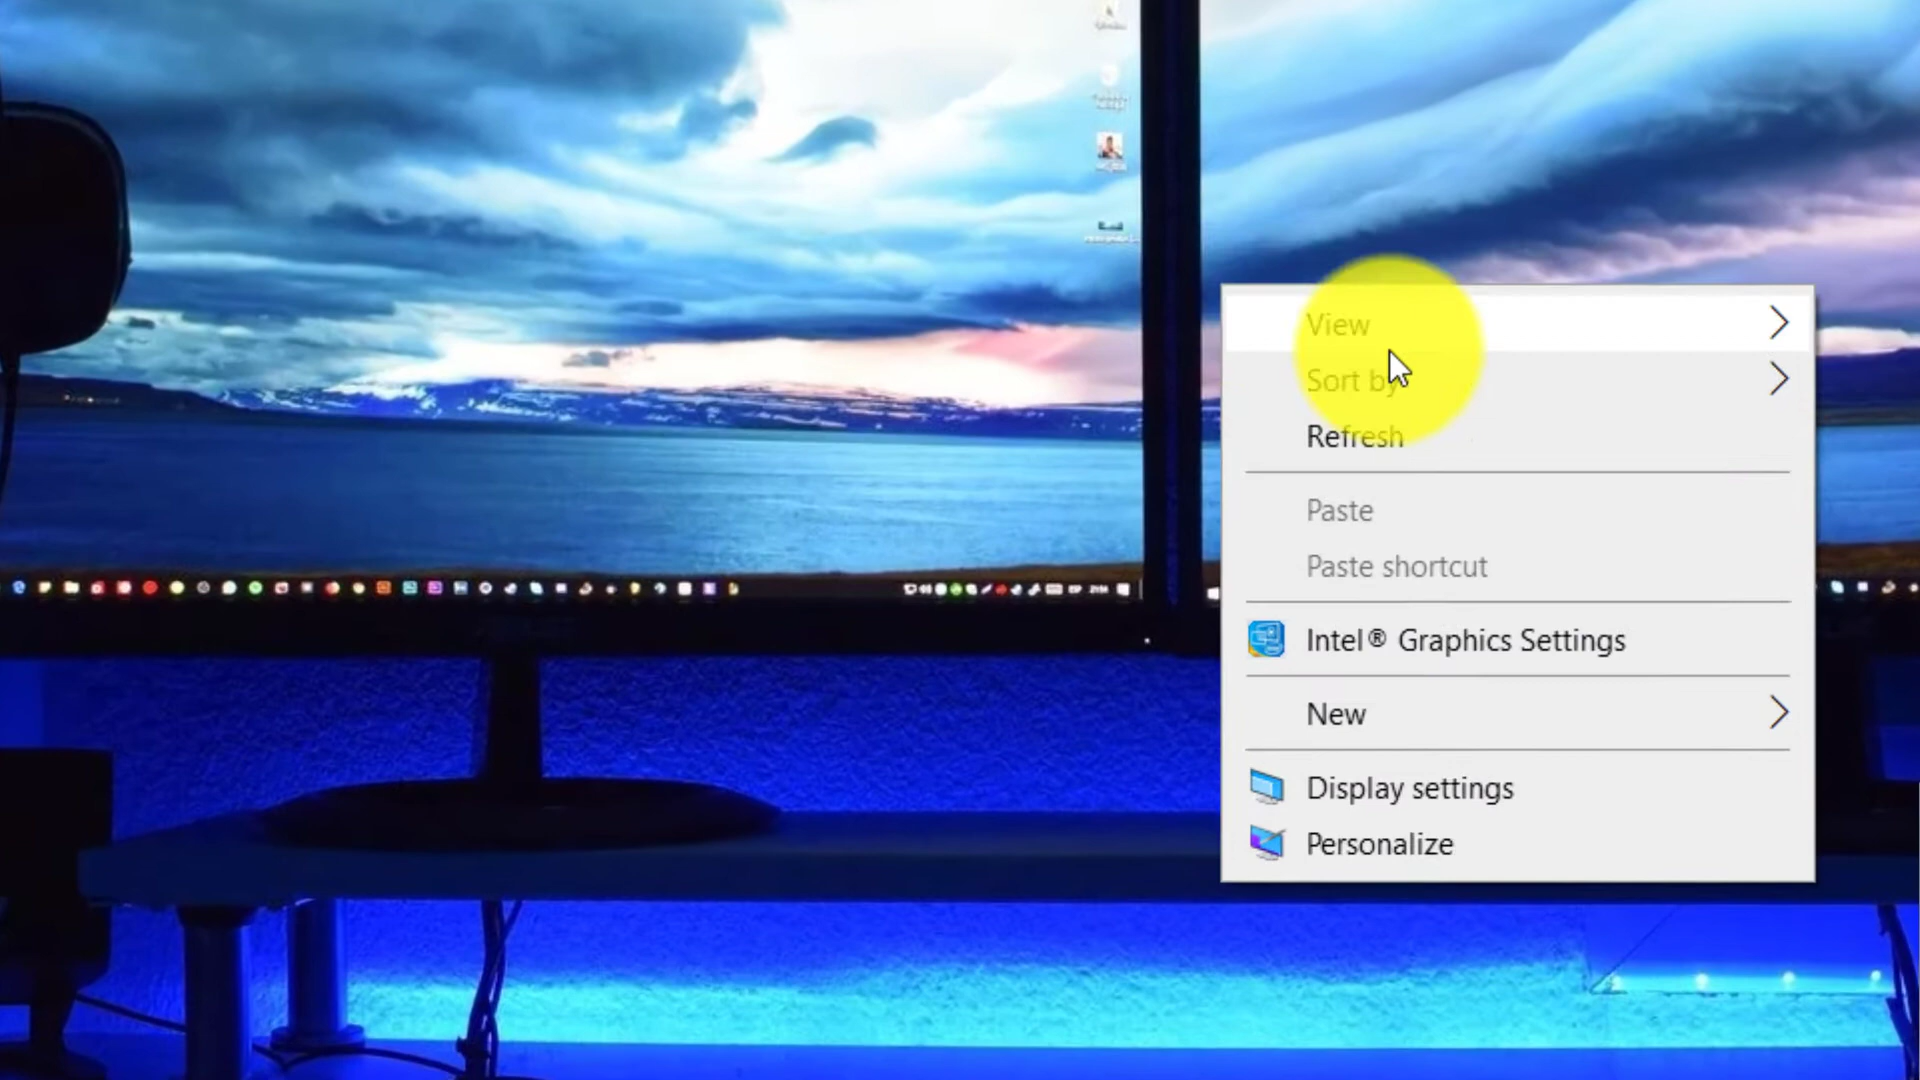 View
Sort by
Refresh
Paste
Paste shortcut
Intel® Graphics Settings
New
Display settings
Personalize